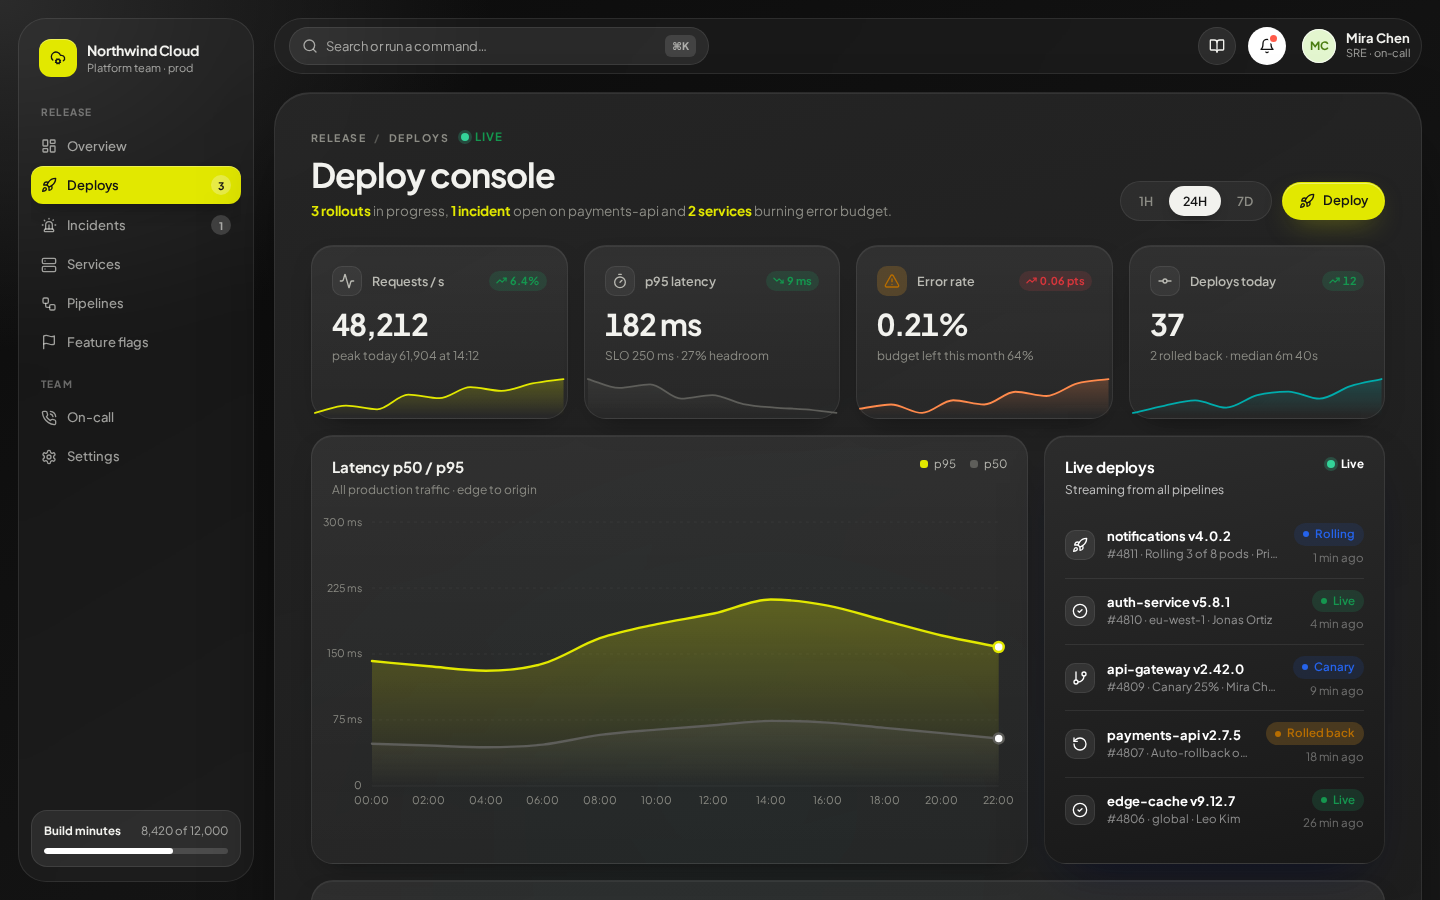 Northwind Cloud
Platform team · prod
RELEASE
Overview
Deploys 3
Incidents 1
Services
Pipelines
Feature flags
TEAM
On-call
Settings
Build minutes 8,420 of 12,000
Search or run a command... ⌘K
MC
Mira Chen
SRE · on-call
RELEASE / DEPLOYS LIVE
Deploy console
3 rollouts in progress, 1 incident open on payments-api and 2 services burning error budget.
1H 24H 7D
Deploy
Requests / s 6.4%
48,212
peak today 61,904 at 14:12
p95 latency 9 ms
182 ms
SLO 250 ms · 27% headroom
Error rate 0.06 pts
0.21%
budget left this month 64%
Deploys today 12
37
2 rolled back · median 6m 40s
Latency p50 / p95
All production traffic · edge to origin
p95 p50
300 ms
225 ms
150 ms
75 ms
0
00:00 02:00 04:00 06:00 08:00 10:00 12:00 14:00 16:00 18:00 20:00 22:00
Live deploys Live
Streaming from all pipelines
notifications v4.0.2 Rolling
#4811 · Rolling 3 of 8 pods · Pri... 1 min ago
auth-service v5.8.1 Live
#4810 · eu-west-1 · Jonas Ortiz 4 min ago
api-gateway v2.42.0 Canary
#4809 · Canary 25% · Mira Ch... 9 min ago
payments-api v2.7.5 Rolled back
#4807 · Auto-rollback o... 18 min ago
edge-cache v9.12.7 Live
#4806 · global · Leo Kim 26 min ago